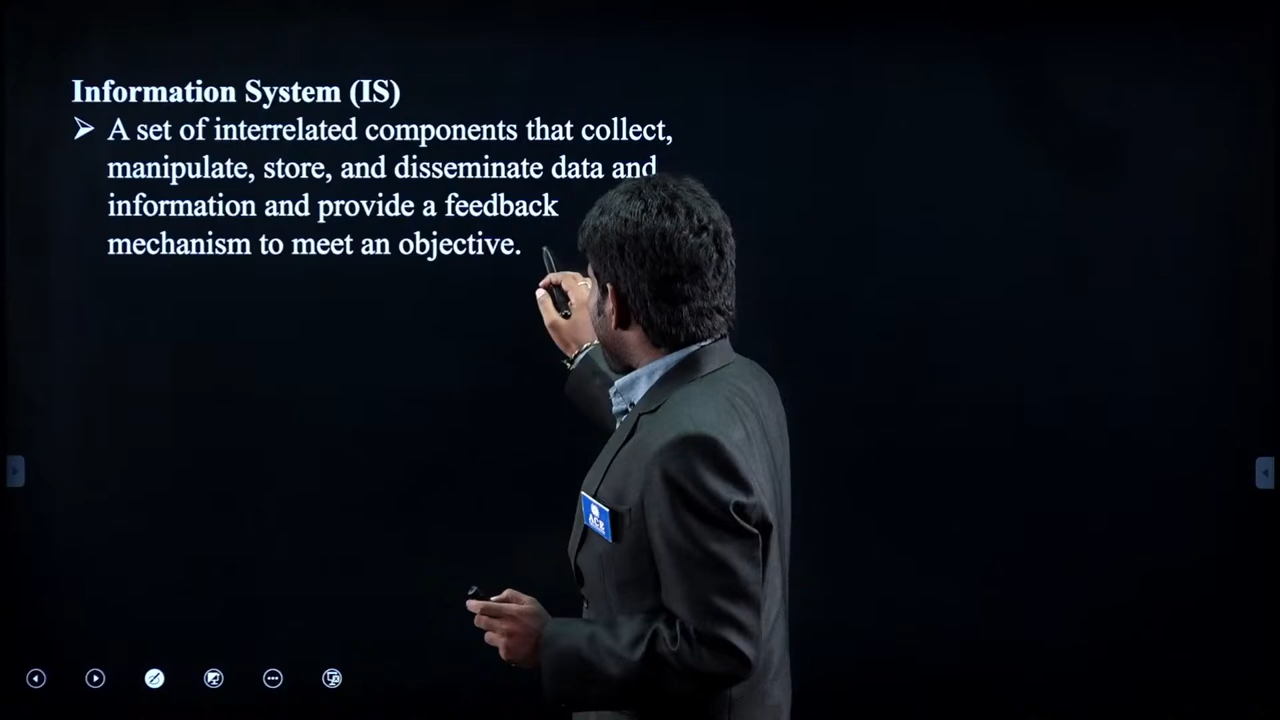 Information System (IS)
➢ A set of interrelated components that collect,
manipulate, store, and disseminate data and
information and provide a feedback
mechanism to meet an objective.
ACE